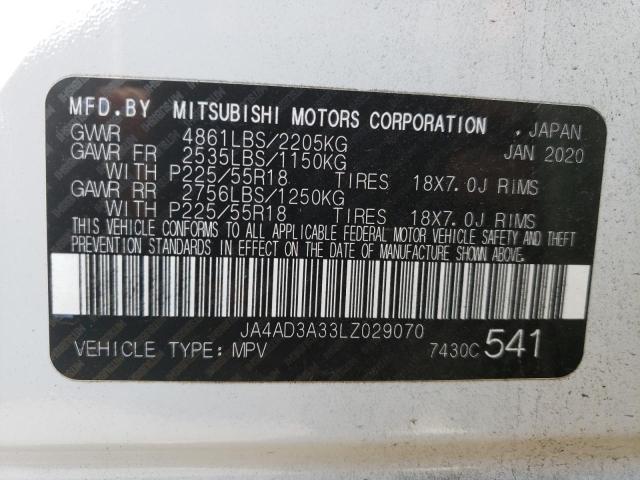 MFD.BY MITSUBISHI MOTORS CORPORATION . JAPAN
GVWR 4861LBS/2205KG JAN 2020
GAWR FR 2535LBS/1150KG
WITH P225/55R18 TIRES 18X7.0J RIMS
GAWR RR 2756LBS/1250KG
WITH P225/55R18 TIRES 18X7.0J RIMS
THIS VEHICLE CONFORMS TO ALL APPLICABLE FEDERAL MOTOR VEHICLE SAFETY AND THEFT
PREVENTION STANDARDS IN EFFECT ON THE DATE OF MANUFACTURE SHOWN ABOVE.
JA4AD3A33LZ029070
VEHICLE TYPE: MPV 7430C 541